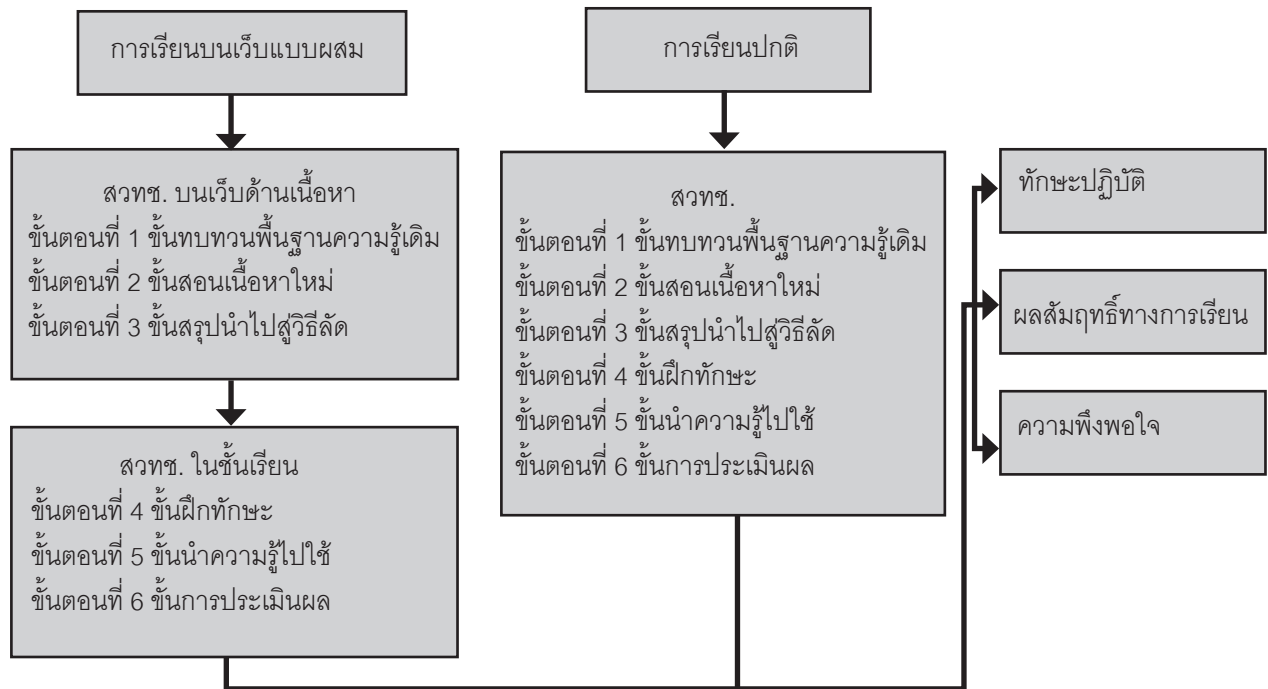 การเรียนบนเว็บแบบผสม
สวทช. บนเว็บด้านเนื้อหา
ขั้นตอนที่ 1 ขั้นทบทวนพื้นฐานความรู้เดิม
ขั้นตอนที่ 2 ขั้นสอนเนื้อหาใหม่
ขั้นตอนที่ 3 ขั้นสรุปนำไปสู่วิธีลัด
สวทช. ในชั้นเรียน
ขั้นตอนที่ 4 ขั้นฝึกทักษะ
ขั้นตอนที่ 5 ขั้นนำความรู้ไปใช้
ขั้นตอนที่ 6 ขั้นการประเมินผล
การเรียนปกติ
สวทช.
ขั้นตอนที่ 1 ขั้นทบทวนพื้นฐานความรู้เดิม
ขั้นตอนที่ 2 ขั้นสอนเนื้อหาใหม่
ขั้นตอนที่ 3 ขั้นสรุปนำไปสู่วิธีลัด
ขั้นตอนที่ 4 ขั้นฝึกทักษะ
ขั้นตอนที่ 5 ขั้นนำความรู้ไปใช้
ขั้นตอนที่ 6 ขั้นการประเมินผล
ทักษะปฏิบัติ
ผลสัมฤทธิ์ทางการเรียน
ความพึงพอใจ